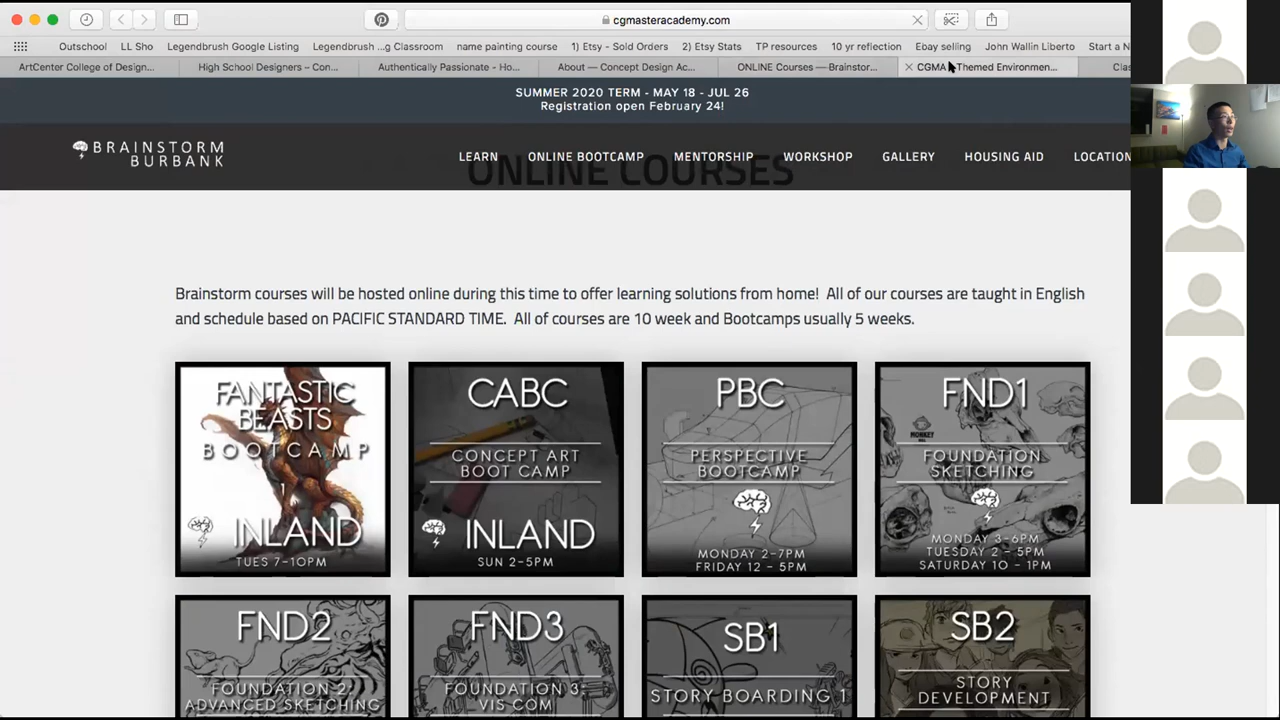 cgmasteracademy.com
Outschool LL Sho Legendbrush Google Listing Legendbrush ...g Classroom name painting course 1) Etsy - Sold Orders 2) Etsy Stats TP resources 10 yr reflection Ebay selling John Wallin Liberto Start a N
ArtCenter College of Design... High School Designers – Con... Authentically Passionate - Ho... About — Concept Design Ac... ONLINE Courses — Brainstor... CGMA Themed Environmen... Clas
SUMMER 2020 TERM - MAY 18 - JUL 26
Registration open February 24!
BRAINSTORM
BURBANK
LEARN ONLINE BOOTCAMP MENTORSHIP WORKSHOP GALLERY HOUSING AID LOCATION
ONLINE COURSES
Brainstorm courses will be hosted online during this time to offer learning solutions from home! All of our courses are taught in English
and schedule based on PACIFIC STANDARD TIME. All of courses are 10 week and Bootcamps usually 5 weeks.
FANTASTIC
BEASTS
BOOTCAMP
INLAND
TUES 7-10PM
CABC
CONCEPT ART
BOOT CAMP
INLAND
SUN 2-5PM
PBC
PERSPECTIVE
BOOTCAMP
MONDAY 2-7PM
FRIDAY 12 - 5PM
FND1
MONKEY
FOUNDATION
SKETCHING
MONDAY 3-6PM
TUESDAY 2 - 5PM
SATURDAY 10 - 1PM
FND2
FOUNDATION 2:
ADVANCED SKETCHING
FND3
FOUNDATION 3:
VIS COM
SB1
STORY BOARDING 1
SB2
STORY
DEVELOPMENT